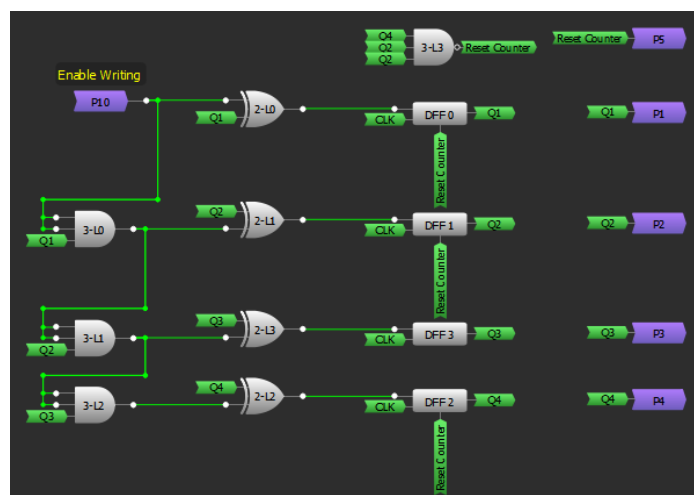 Q4
Q2
Q2
3-L3
Reset Counter
Reset Counter
P5
Enable Writing
P10
Q1
2-L0
CLK
DFF 0
Q1
Q1
P1
Reset Counter
Q1
3-L0
Q2
2-L1
CLK
DFF 1
Q2
Q2
P2
Reset Counter
Q2
3-L1
Q3
2-L3
CLK
DFF 3
Q3
Q3
P3
Q3
3-L2
Q4
2-L2
CLK
DFF 2
Q4
Q4
P4
Reset Counter